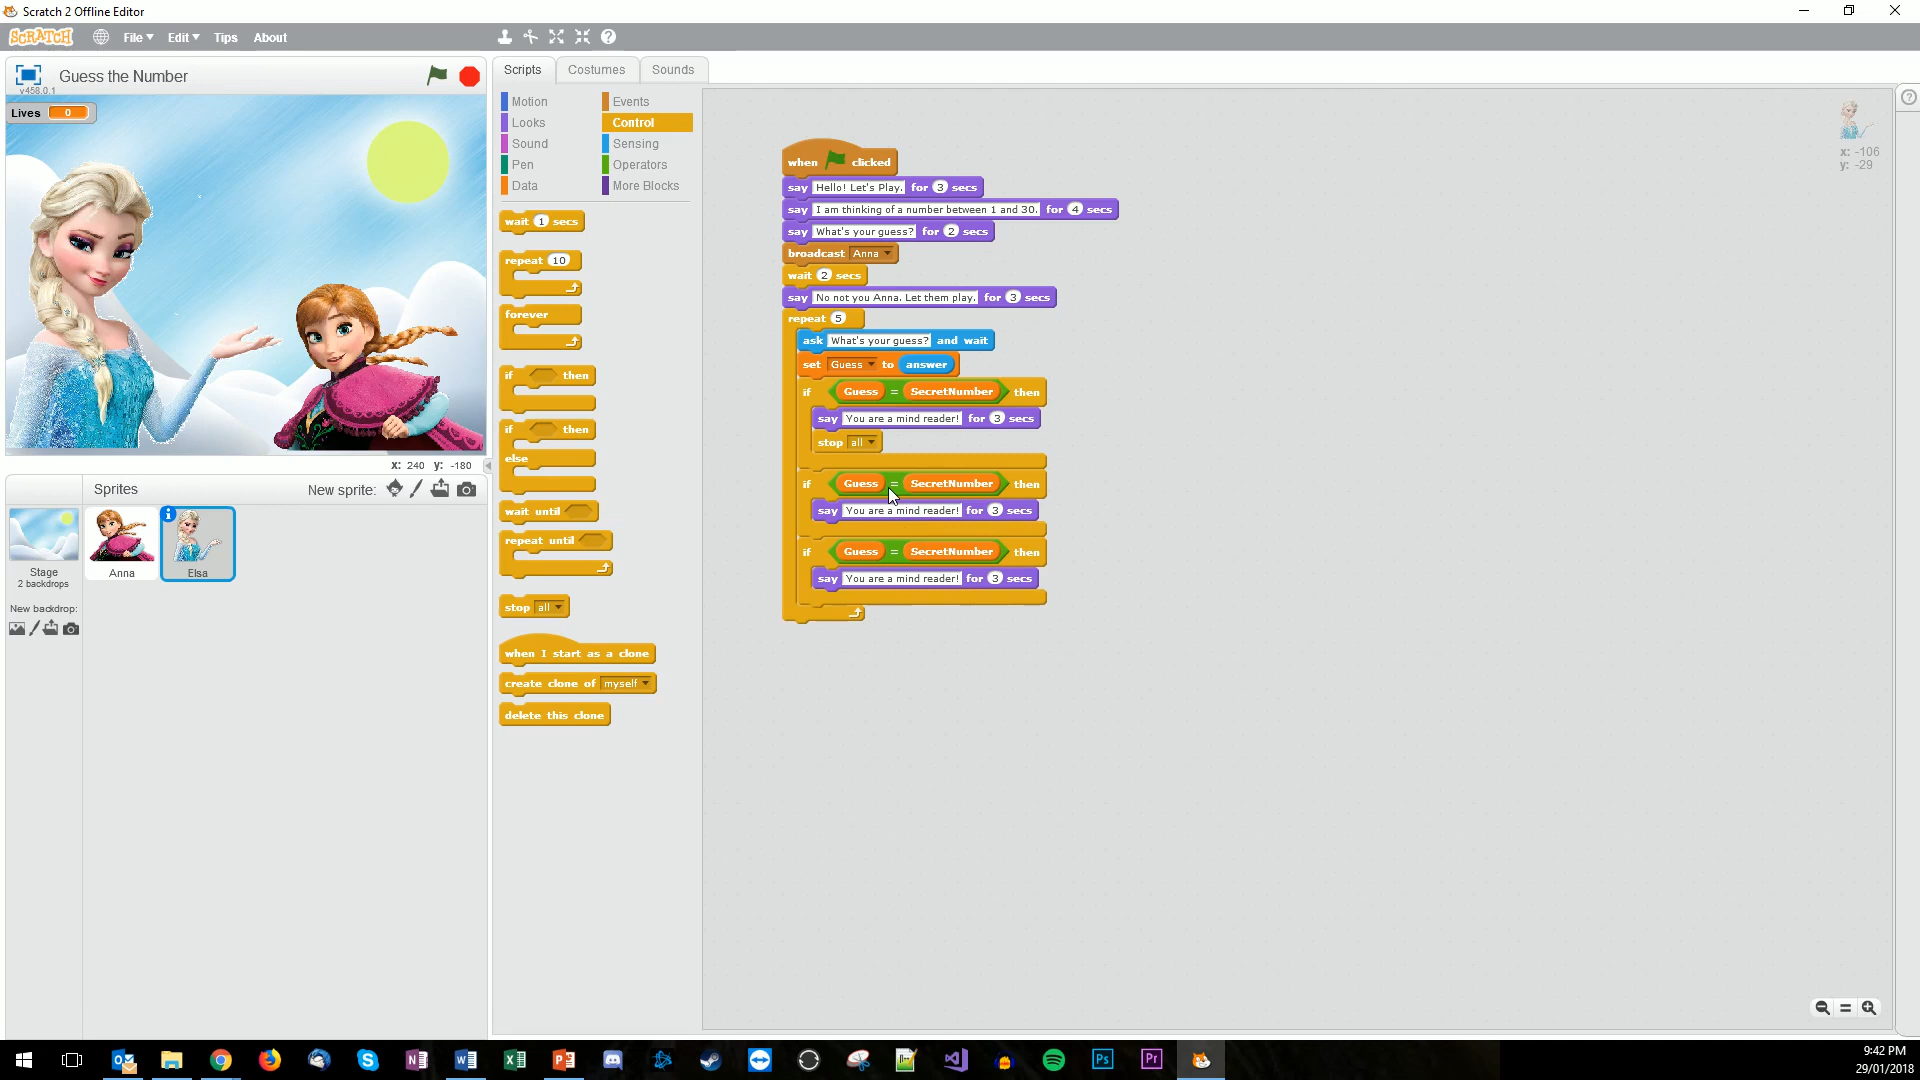 Scratch 2 Offline Editor
SCRATCH File Edit Tips About
Guess the Number
v458.0.1
Lives 0
x: 240 y: -180
Sprites New sprite:
Stage
2 backdrops
New backdrop:
Anna
Elsa
Scripts Costumes Sounds
Motion Events
Looks Control
Sound Sensing
Pen Operators
Data More Blocks
wait 1 secs
repeat 10
forever
if then
if then
else
wait until
repeat until
stop all
when I start as a clone
create clone of myself
delete this clone
when clicked
say Hello! Let's Play. for 3 secs
say I am thinking of a number between 1 and 30. for 4 secs
say What's your guess? for 2 secs
broadcast Anna
wait 2 secs
say No not you Anna. Let them play. for 3 secs
repeat 5
ask What's your guess? and wait
set Guess to answer
if Guess = SecretNumber then
say You are a mind reader! for 3 secs
stop all
if Guess = SecretNumber then
say You are a mind reader! for 3 secs
if Guess = SecretNumber then
say You are a mind reader! for 3 secs
x: -106
y: -29
9:42 PM
29/01/2018